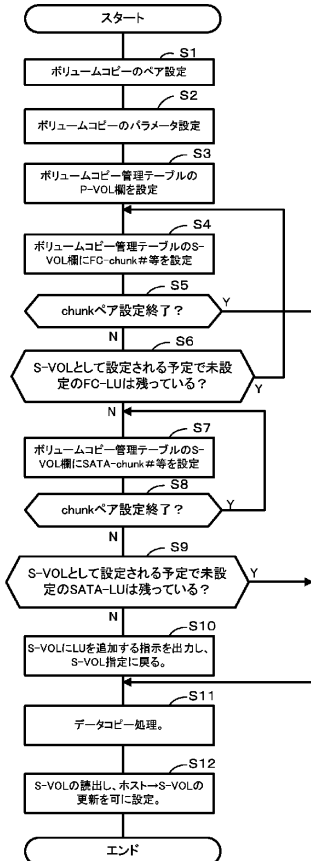 スタート
S1
ボリュームコピーのペア設定
S2
ボリュームコピーのパラメータ設定
S3
ボリュームコピー管理テーブルの
P-VOL欄を設定
S4
ボリュームコピー管理テーブルのS-
VOL欄にFC-chunk#等を設定
S5
chunkペア設定終了？
Y
N
S6
S-VOLとして設定される予定で未設
定のFC-LUは残っている？
Y
N
S7
ボリュームコピー管理テーブルのS-
VOL欄にSATA-chunk#等を設定
S8
chunkペア設定終了？
Y
N
S9
S-VOLとして設定される予定で未設
定のSATA-LUは残っている？
Y
N
S10
S-VOLにLUを追加する指示を出力し、
S-VOL指定に戻る。
S11
データコピー処理。
S12
S-VOLの読出し、ホスト→S-VOLの
更新を可に設定。
エンド